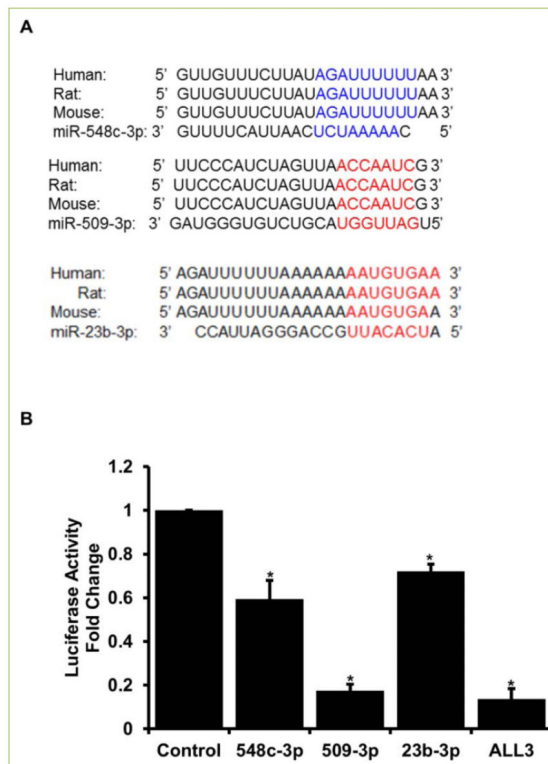 A
Human: 5' GUUGUUUCUUAUAGAUUUUUUAA 3'
Rat: 5' GUUGUUUCUUAUAGAUUUUUUAA 3'
Mouse: 5' GUUGUUUCUUAUAGAUUUUUUAA 3'
miR-548c-3p: 3' GUUUUCAUUAACUCUAAAAAC 5'
Human: 5' UUCCCAUCUAGUUAACCAAUCG 3'
Rat: 5' UUCCCAUCUAGUUAACCAAUCG 3'
Mouse: 5' UUCCCAUCUAGUUAACCAAUCG 3'
miR-509-3p: 3' GAUGGGUGUCUGCAUGGUUAGU5'
Human: 5' AGAUUUUUUAAAAAAAAUGUGAA 3'
Rat: 5' AGAUUUUUUAAAAAAAAUGUGAA 3'
Mouse: 5' AGAUUUUUUAAAAAAAAUGUGAA 3'
miR-23b-3p: 3' CCAUUAGGGACCGUUACACUA 5'
B
Luciferase Activity
Fold Change
1.2
1
0.8
0.6
0.4
0.2
0
* * * *
Control 548c-3p 509-3p 23b-3p ALL3